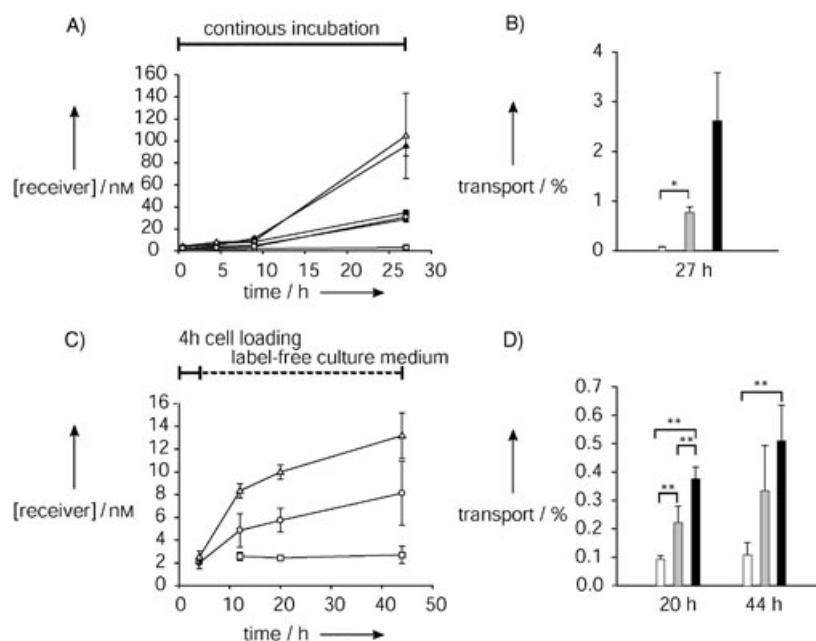 A)
continous incubation
160
140
120
100
80
60
40
20
0
[receiver] / nM
0 5 10 15 20 25 30
time / h
B)
4
3
2
1
0
transport / %
*
27 h
C)
4h cell loading
label-free culture medium
16
14
12
10
8
6
4
2
0
[receiver] / nM
0 10 20 30 40 50
time / h
D)
0.7
0.6
0.5
0.4
0.3
0.2
0.1
0.0
transport / %
**
**
**
**
20 h 44 h